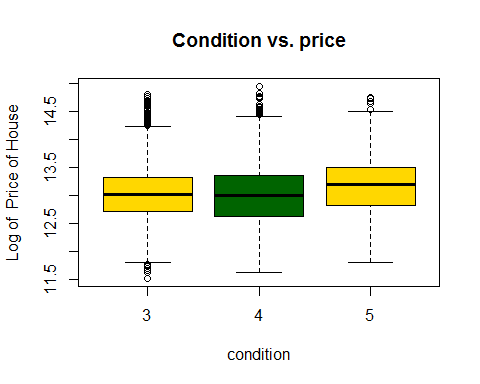 Condition vs. price
Log of  Price of House
14.5
13.5
12.5
11.5
3 4 5
condition